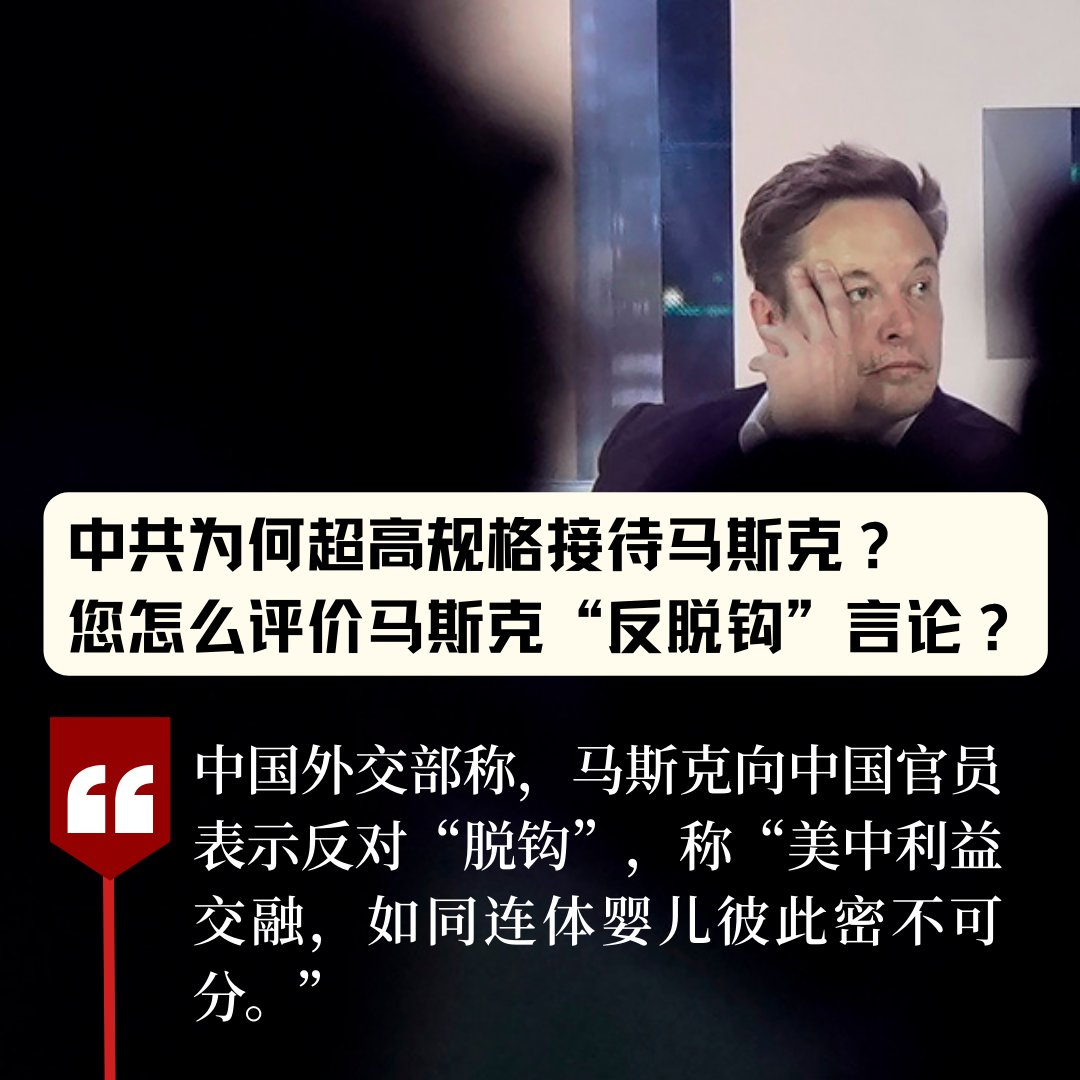 中共为何超高规格接待马斯克？
您怎么评价马斯克“反脱钩”言论？
中国外交部称，马斯克向中国官员
表示反对“脱钩”，称“美中利益
交融，如同连体婴儿彼此密不可
分。”